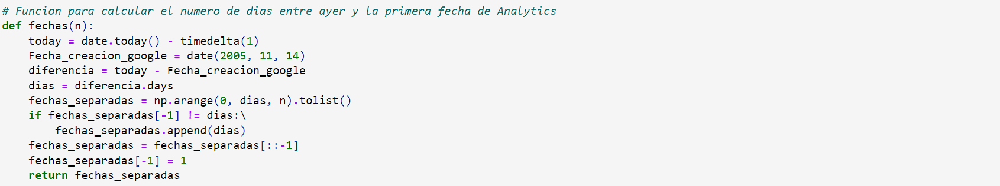 # Funcion para calcular el numero de dias entre ayer y la primera fecha de Analytics
def fechas(n):
    today = date.today() - timedelta(1)
    Fecha_creacion_google = date(2005, 11, 14)
    diferencia = today - Fecha_creacion_google
    dias = diferencia.days
    fechas_separadas = np.arange(0, dias, n).tolist()
    if fechas_separadas[-1] != dias:\
        fechas_separadas.append(dias)
    fechas_separadas = fechas_separadas[::-1]
    fechas_separadas[-1] = 1
    return fechas_separadas